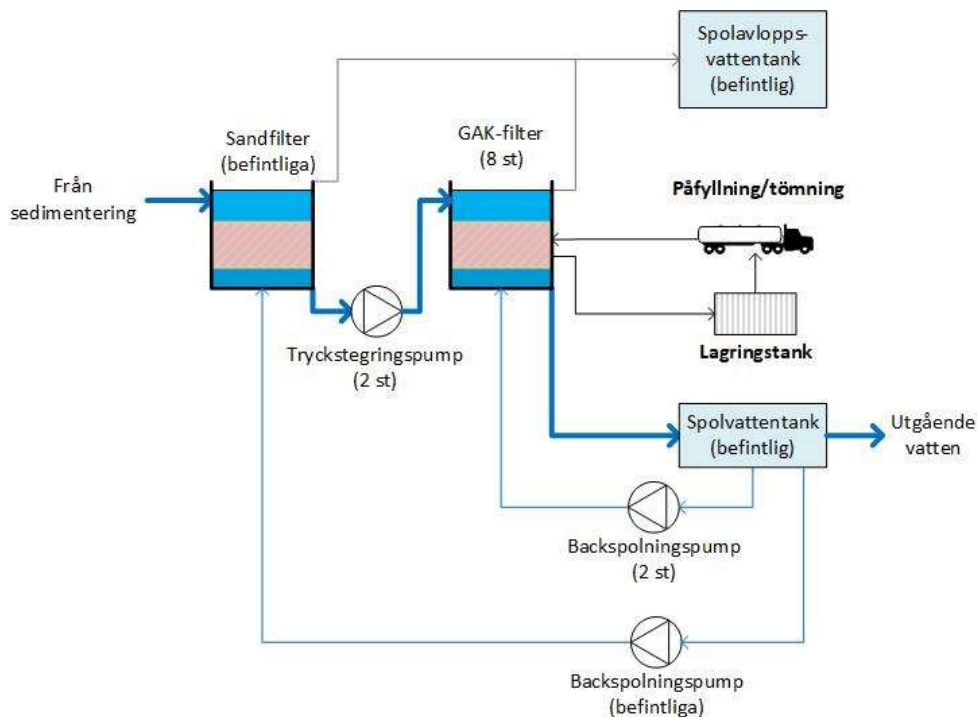 Spolavlopps-
vattentank
(befintlig)
Sandfilter
(befintliga)
GAK-filter
(8 st)
Från
sedimentering
Påfyllning/tömning
Tryckstegringspump
(2 st)
Lagringstank
Spolvattentank
(befintlig)
Utgående
vatten
Backspolningspump
(2 st)
Backspolningspump
(befintliga)